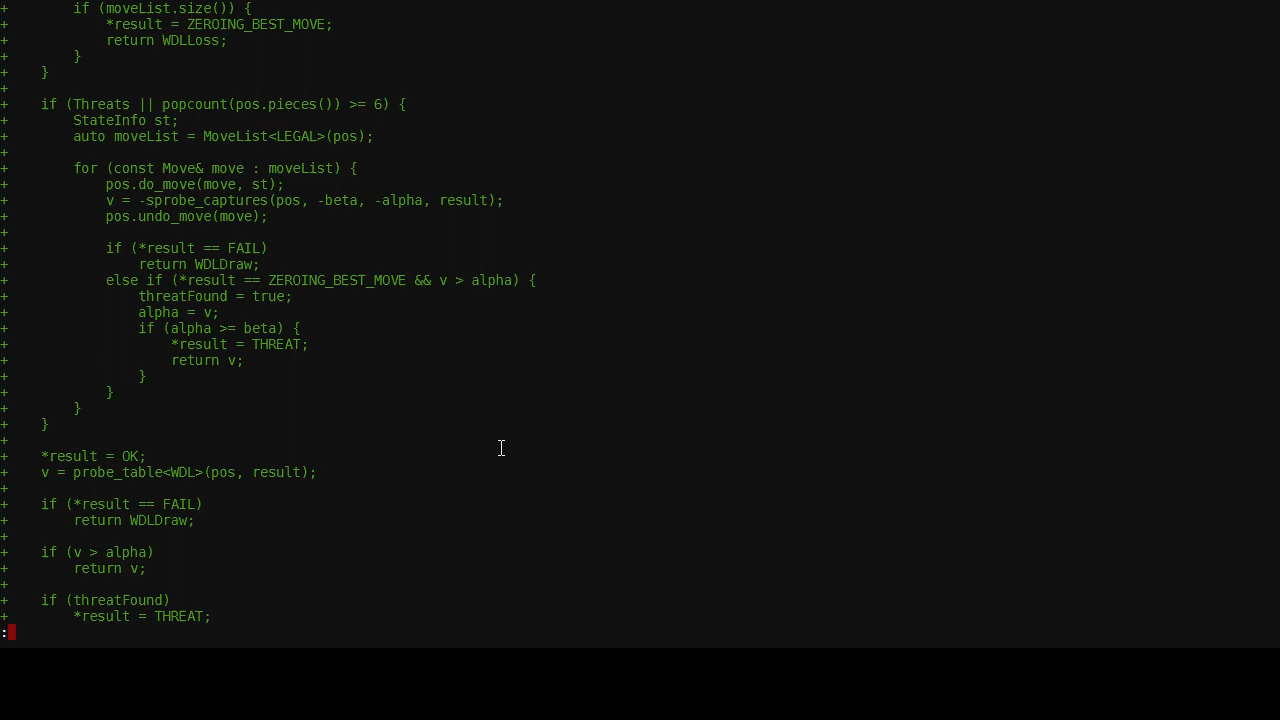 +        if (moveList.size()) {
+            *result = ZEROING_BEST_MOVE;
+            return WDLLoss;
+        }
+    }
+
+    if (Threats || popcount(pos.pieces()) >= 6) {
+        StateInfo st;
+        auto moveList = MoveList<LEGAL>(pos);
+
+        for (const Move& move : moveList) {
+            pos.do_move(move, st);
+            v = -sprobe_captures(pos, -beta, -alpha, result);
+            pos.undo_move(move);
+
+            if (*result == FAIL)
+                return WDLDraw;
+            else if (*result == ZEROING_BEST_MOVE && v > alpha) {
+                threatFound = true;
+                alpha = v;
+                if (alpha >= beta) {
+                    *result = THREAT;
+                    return v;
+                }
+            }
+        }
+    }
+
+    *result = OK;
+    v = probe_table<WDL>(pos, result);
+
+    if (*result == FAIL)
+        return WDLDraw;
+
+    if (v > alpha)
+        return v;
+
+    if (threatFound)
+        *result = THREAT;
: